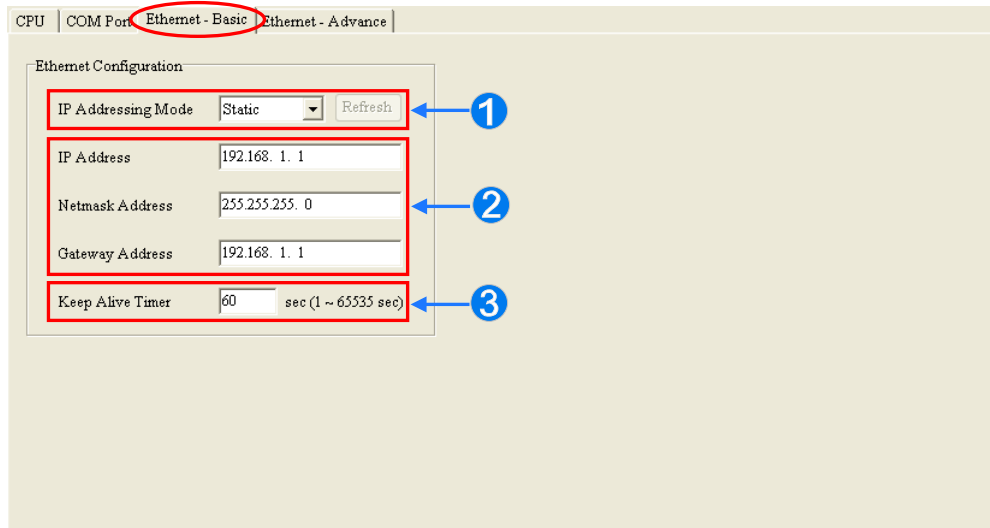 CPU COM Port Ethernet - Basic Ethernet - Advance
Ethernet Configuration
IP Addressing Mode Static Refresh 1
IP Address 192.168. 1. 1
Netmask Address 255.255.255. 0 2
Gateway Address 192.168. 1. 1
Keep Alive Timer 60 sec (1 ~ 65535 sec) 3